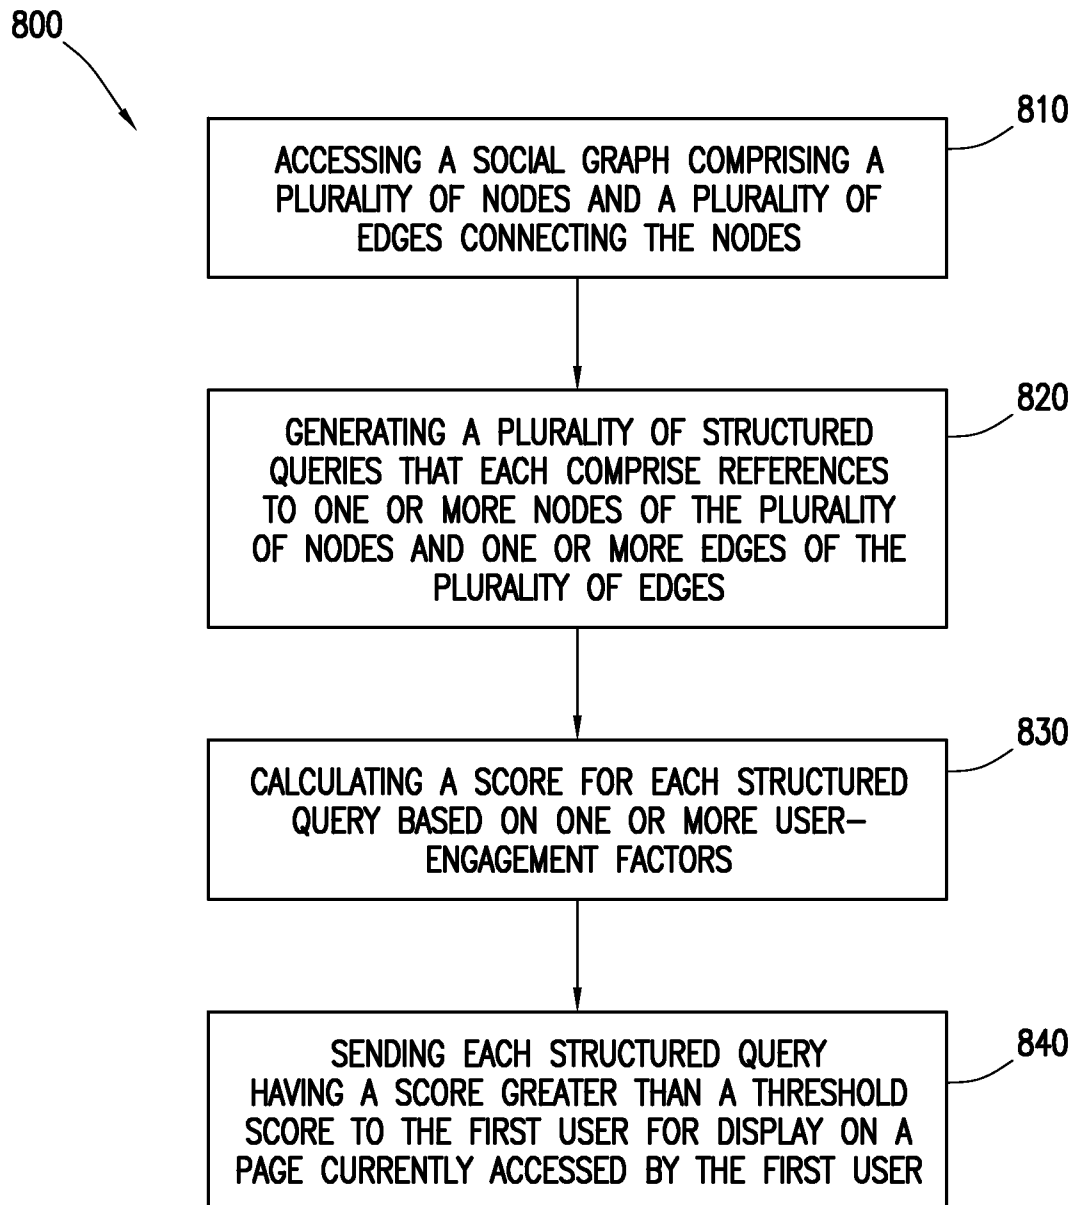 800
810
ACCESSING A SOCIAL GRAPH COMPRISING A
PLURALITY OF NODES AND A PLURALITY OF
EDGES CONNECTING THE NODES
820
GENERATING A PLURALITY OF STRUCTURED
QUERIES THAT EACH COMPRISE REFERENCES
TO ONE OR MORE NODES OF THE PLURALITY
OF NODES AND ONE OR MORE EDGES OF THE
PLURALITY OF EDGES
830
CALCULATING A SCORE FOR EACH STRUCTURED
QUERY BASED ON ONE OR MORE USER–
ENGAGEMENT FACTORS
840
SENDING EACH STRUCTURED QUERY
HAVING A SCORE GREATER THAN A THRESHOLD
SCORE TO THE FIRST USER FOR DISPLAY ON A
PAGE CURRENTLY ACCESSED BY THE FIRST USER